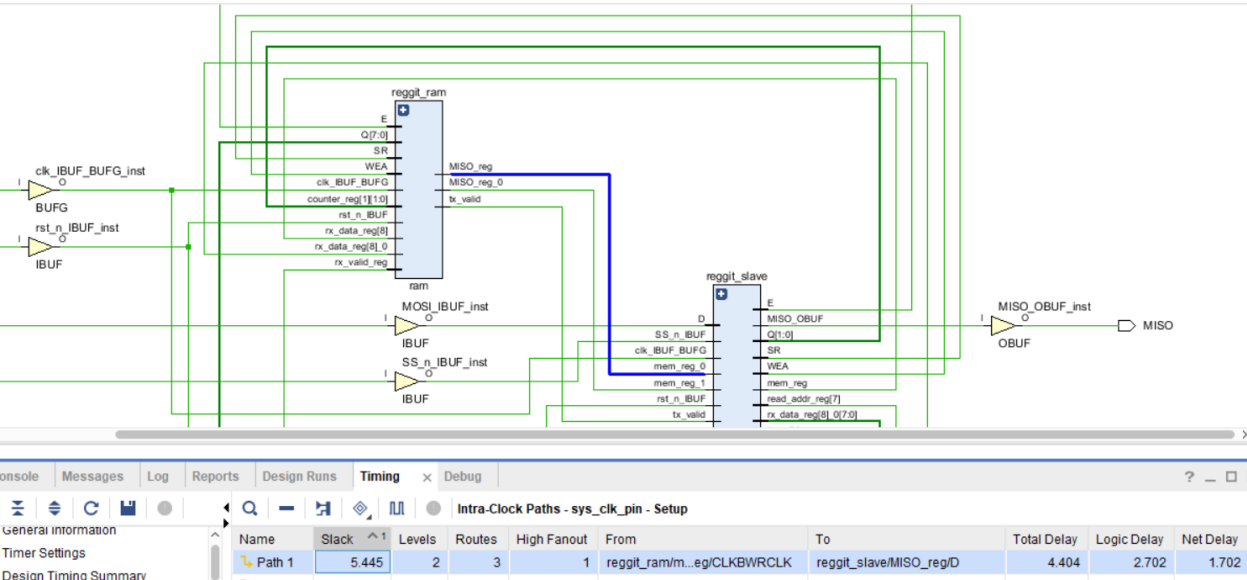 reggit_ram
E
Q[7:0]
SR
WEA
clk_IBUF_BUFG
counter_reg[1][1:0]
rst_n_IBUF
rx_data_reg[8]
rx_data_reg[8]_0
rx_valid_reg
MISO_reg
MISO_reg_0
tx_valid
ram
clk_IBUF_BUFG_inst
I
O
BUFG
rst_n_IBUF_inst
I
O
IBUF
MOSI_IBUF_inst
I
O
IBUF
SS_n_IBUF_inst
I
O
IBUF
reggit_slave
D
SS_n_IBUF
clk_IBUF_BUFG
mem_reg_0
mem_reg_1
rst_n_IBUF
tx_valid
E
MISO_OBUF
Q[1:0]
SR
WEA
mem_reg
read_addr_reg[7]
rx_data_reg[8]_0[7:0]
MISO_OBUF_inst
I
O
OBUF
MISO
onsole Messages Log Reports Design Runs Timing × Debug ? _
Intra-Clock Paths - sys_clk_pin - Setup
General Information
Timer Settings
Design Timing Summary
Name Slack ^1 Levels Routes High Fanout From To Total Delay Logic Delay Net Delay
Path 1 5.445 2 3 1 reggit_ram/m...eg/CLKBWRCLK reggit_slave/MISO_reg/D 4.404 2.702 1.702